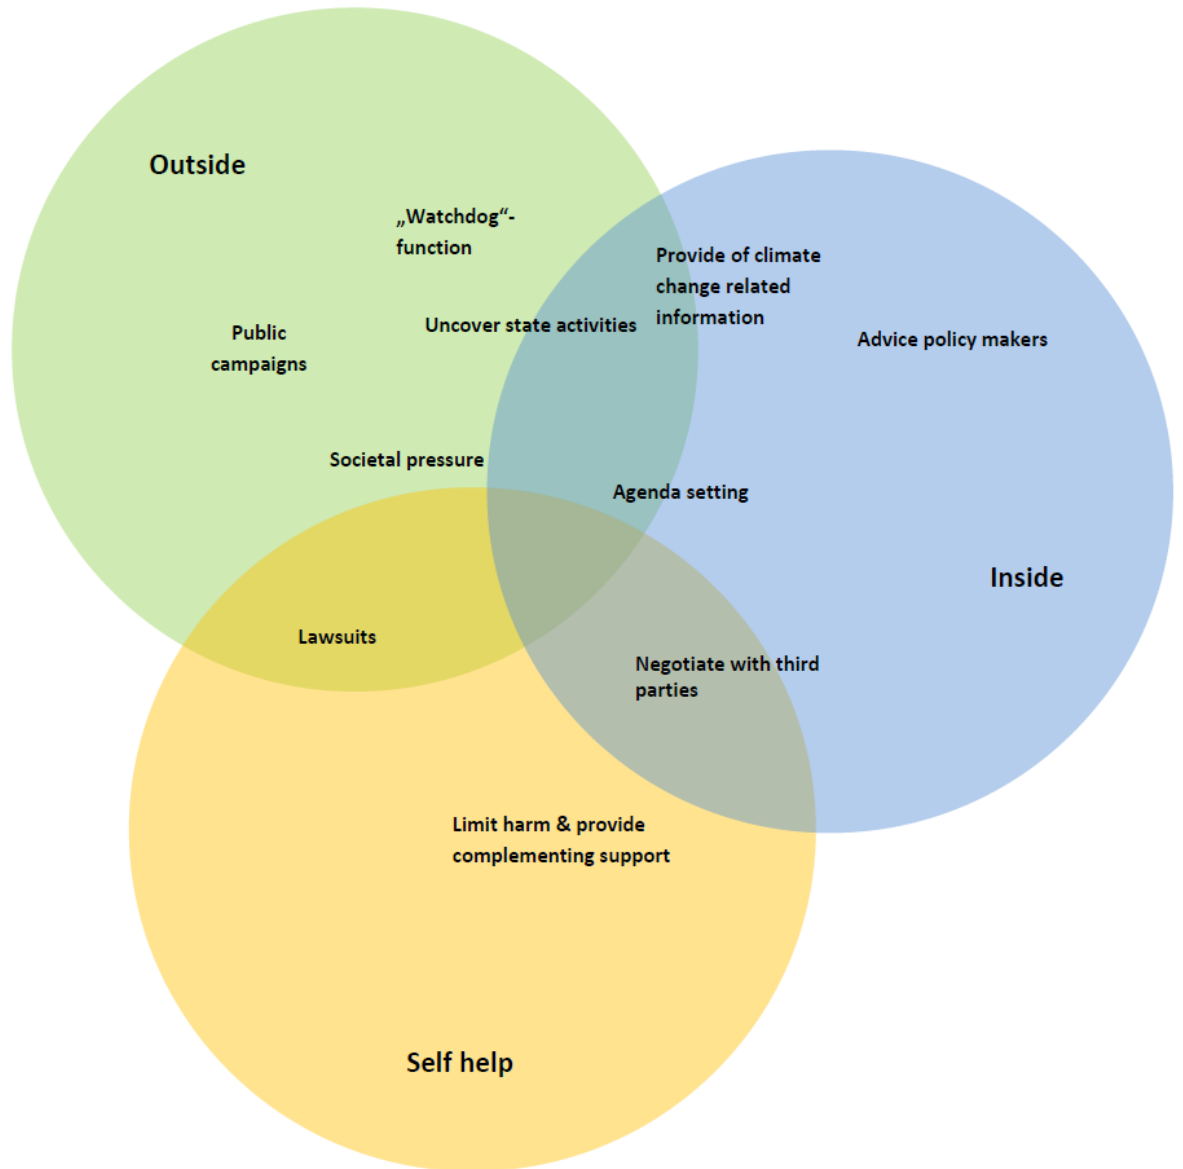 Outside
„Watchdog“-
function
Provide of climate
change related
information
Public
campaigns
Uncover state activities
Advice policy makers
Societal pressure
Agenda setting
Inside
Lawsuits
Negotiate with third
parties
Limit harm & provide
complementing support
Self help